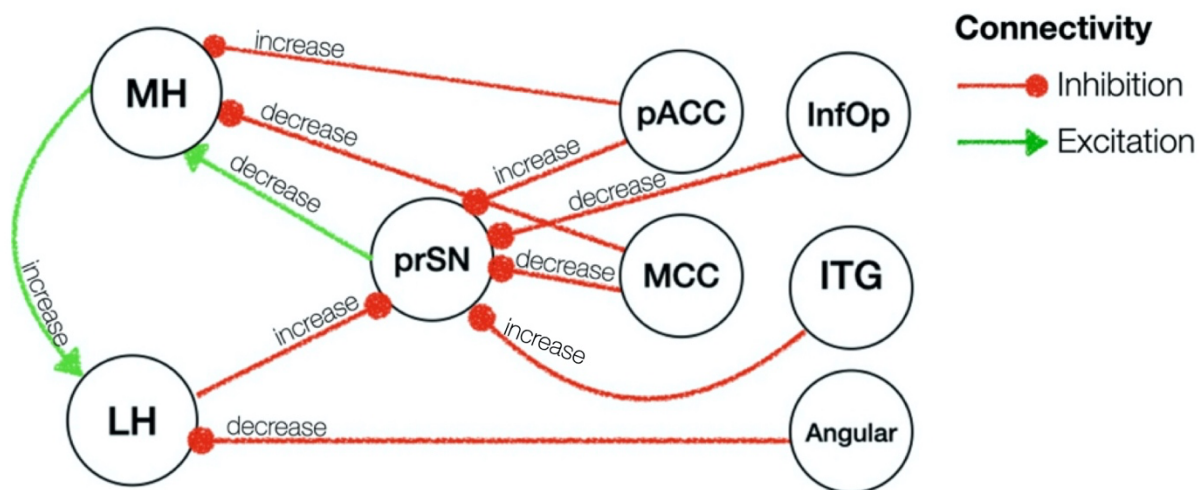 Connectivity
Inhibition
Excitation
MH
increase
pACC
InfOp
decrease
increase
decrease
decrease
prSN
decrease
MCC
ITG
increase
increase
increase
LH
decrease
Angular